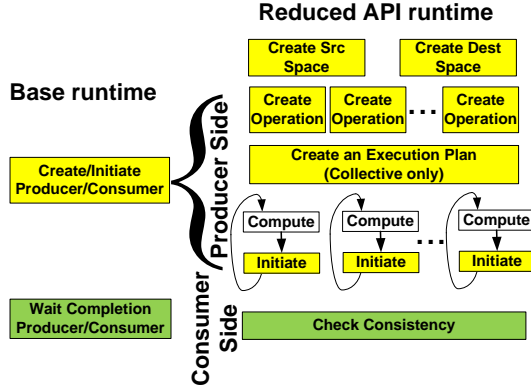 Reduced API runtime
Create Src
Space
Create Dest
Space
Base runtime
Producer Side
Create
Operation
Create
Operation
...
Create
Operation
Create/Initiate
Producer/Consumer
Create an Execution Plan
(Collective only)
Compute
Compute
Compute
...
Initiate
Initiate
Initiate
Consumer
Side
Wait Completion
Producer/Consumer
Check Consistency